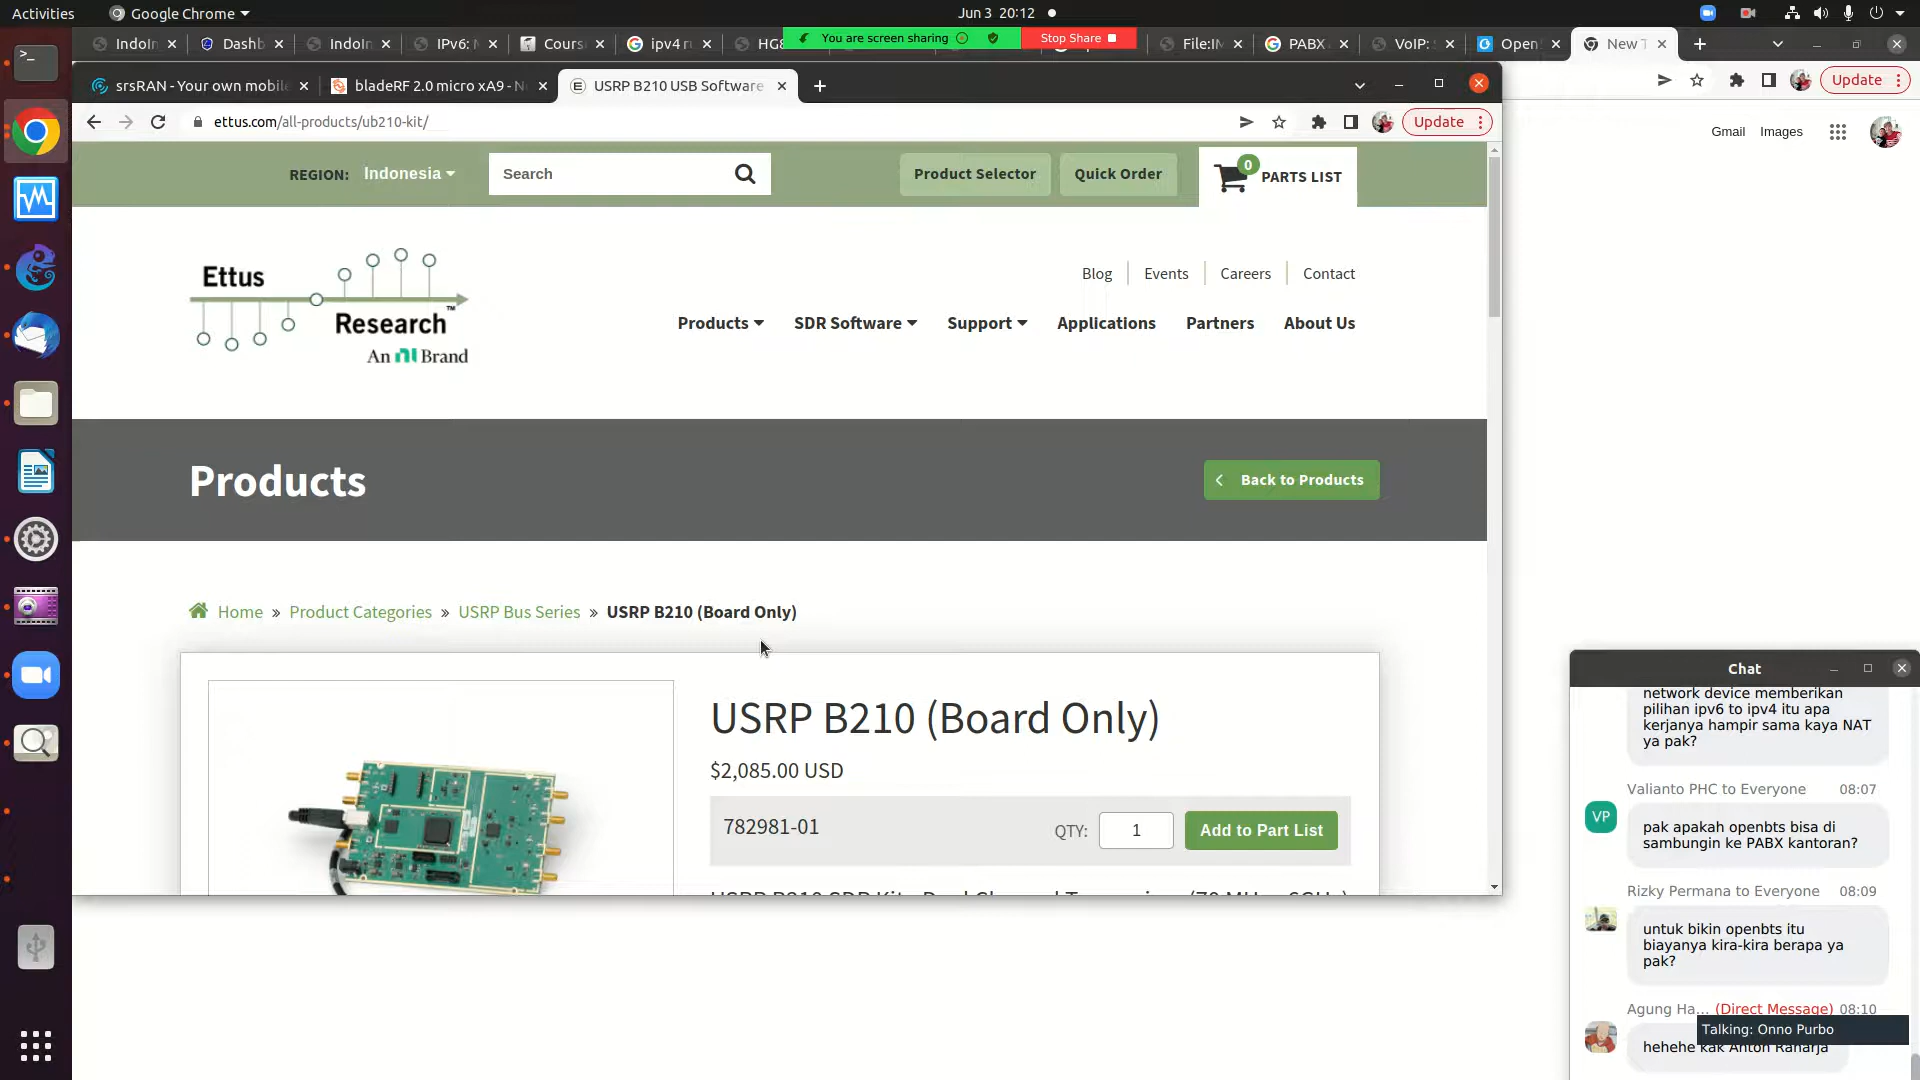 Activities
Google Chrome
Jun 3 20:12
IndoIn
Dashb
IndoIn
IPv6: M
Cours
ipv4 ru
HG8
You are screen sharing
Stop Share
File:IM
PABX
VoIP:
Open
New T
srsRAN - Your own mobile
bladeRF 2.0 micro xA9 - N
USRP B210 USB Software
ettus.com/all-products/ub210-kit/
Update
Update
Gmail
Images
REGION:
Indonesia
Search
Product Selector
Quick Order
0
PARTS LIST
Ettus
Research™
An ni Brand
Blog
Events
Careers
Contact
Products
SDR Software
Support
Applications
Partners
About Us
Products
Back to Products
Home » Product Categories » USRP Bus Series » USRP B210 (Board Only)
USRP B210 (Board Only)
$2,085.00 USD
782981-01
QTY:
1
Add to Part List
Chat
network device memberikan
pilihan ipv6 to ipv4 itu apa
kerjanya hampir sama kaya NAT
ya pak?
Valianto PHC to Everyone 08:07
VP
pak apakah openbts bisa di
sambungin ke PABX kantoran?
Rizky Permana to Everyone 08:09
untuk bikin openbts itu
biayanya kira-kira berapa ya
pak?
Agung Ha... (Direct Message) 08:10
Talking: Onno Purbo
hehehe kak Anton Raharja